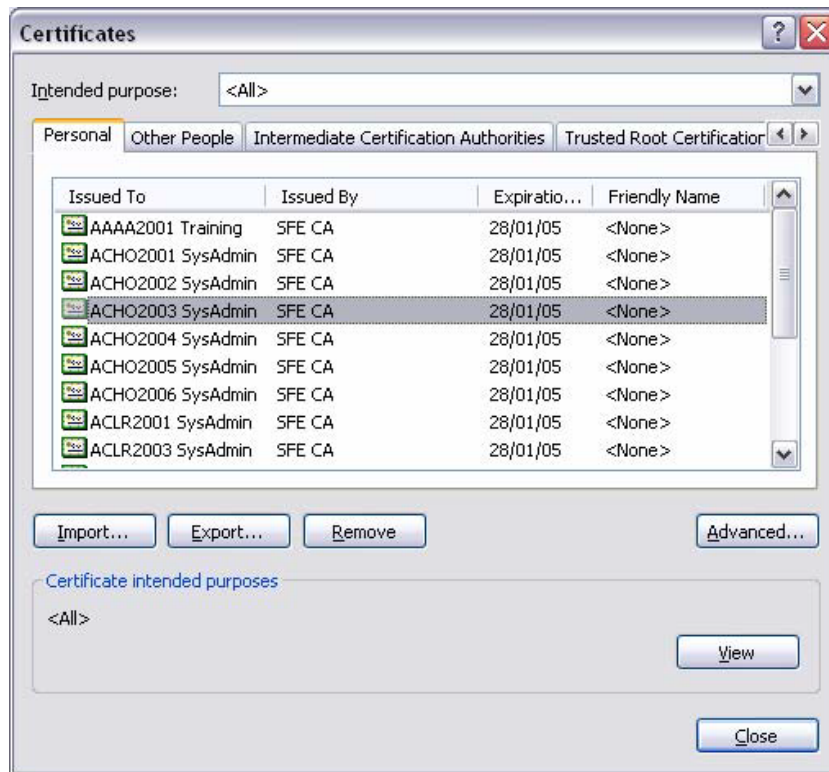 Certificates
Intended purpose: <All>
Personal Other People Intermediate Certification Authorities Trusted Root Certification
Issued To Issued By Expiratio... Friendly Name
AAAA2001 Training SFE CA 28/01/05 <None>
ACHO2001 SysAdmin SFE CA 28/01/05 <None>
ACHO2002 SysAdmin SFE CA 28/01/05 <None>
ACHO2003 SysAdmin SFE CA 28/01/05 <None>
ACHO2004 SysAdmin SFE CA 28/01/05 <None>
ACHO2005 SysAdmin SFE CA 28/01/05 <None>
ACHO2006 SysAdmin SFE CA 28/01/05 <None>
ACLR2001 SysAdmin SFE CA 28/01/05 <None>
ACLR2003 SysAdmin SFE CA 28/01/05 <None>
Import... Export... Remove Advanced...
Certificate intended purposes
<All>
View
Close